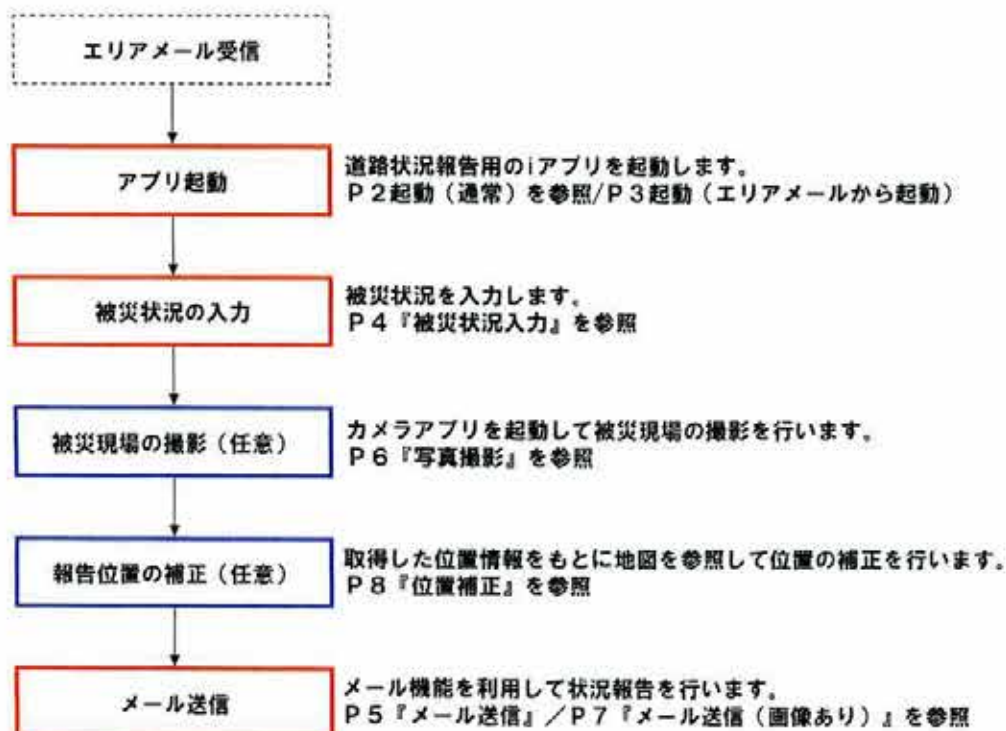 エリアメール受信
アプリ起動
道路状況報告用のiアプリを起動します。
P2起動（通常）を参照/P3起動（エリアメールから起動）
被災状況の入力
被災状況を入力します。
P4『被災状況入力』を参照
被災現場の撮影（任意）
カメラアプリを起動して被災現場の撮影を行います。
P6『写真撮影』を参照
報告位置の補正（任意）
取得した位置情報をもとに地図を参照して位置の補正を行います。
P8『位置補正』を参照
メール送信
メール機能を利用して状況報告を行います。
P5『メール送信』／P7『メール送信（画像あり）』を参照